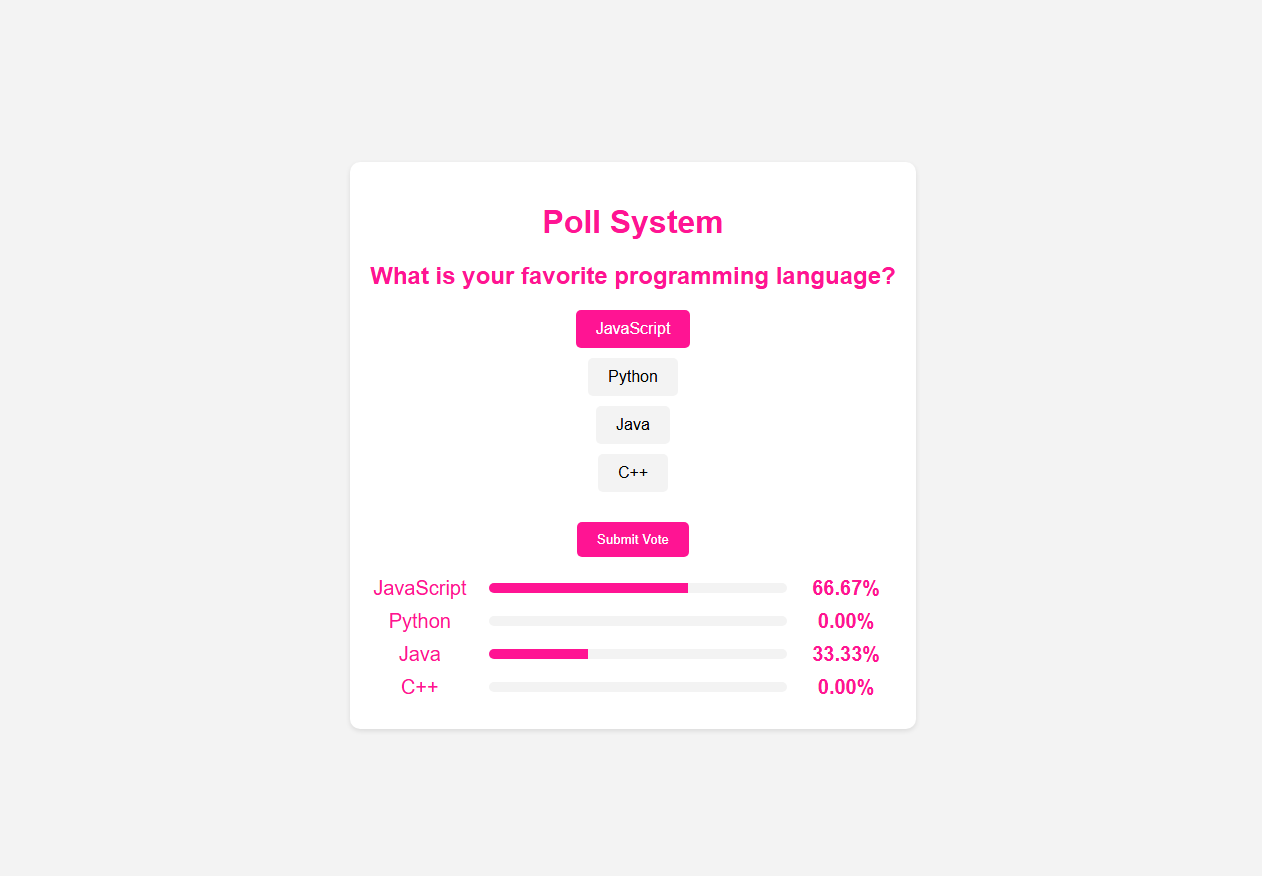 Poll System
What is your favorite programming language?
JavaScript
Python
Java
C++
Submit Vote
JavaScript 66.67%
Python 0.00%
Java 33.33%
C++ 0.00%